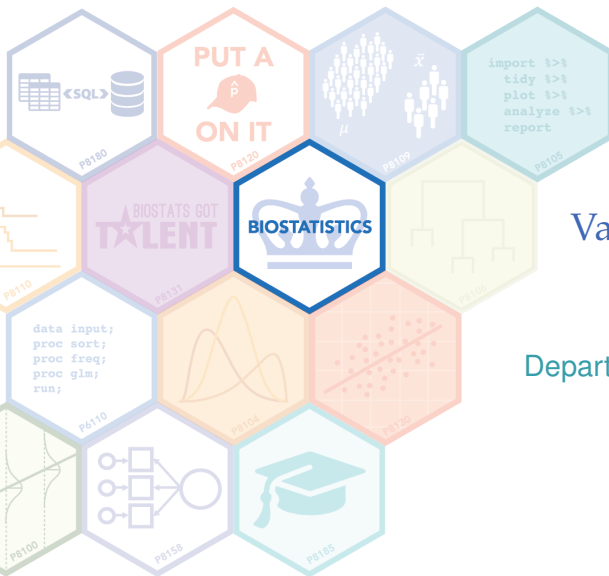 <SQL>
P8180
PUT A
p̂
ON IT
P8120
x̄
μ
P8109
import %>%
tidy %>%
plot %>%
analyze %>%
report
P8105
P8110
BIOSTATS GOT
TALENT
P8131
BIOSTATISTICS
Va
data input;
proc sort;
proc freq;
proc glm;
run;
P6110
P8104
P8130
Depart
P8100
P8158
P8185